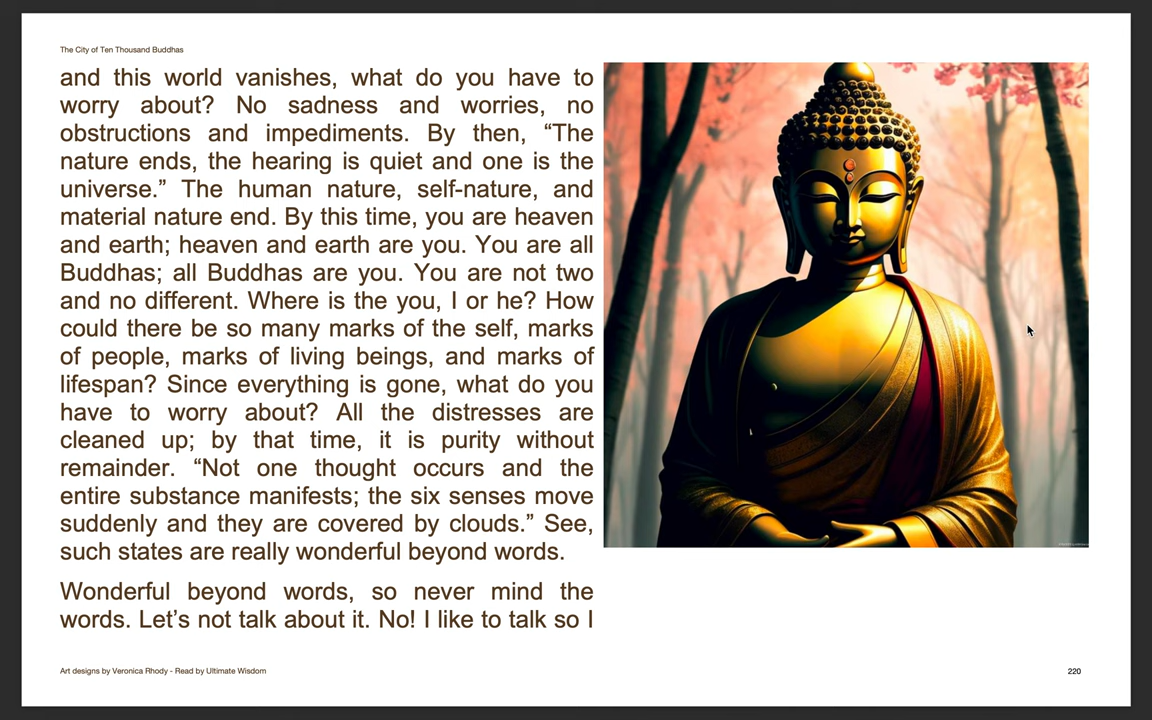 The City of Ten Thousand Buddhas
and this world vanishes, what do you have to
worry about? No sadness and worries, no
obstructions and impediments. By then, “The
nature ends, the hearing is quiet and one is the
universe.” The human nature, self-nature, and
material nature end. By this time, you are heaven
and earth; heaven and earth are you. You are all
Buddhas; all Buddhas are you. You are not two
and no different. Where is the you, I or he? How
could there be so many marks of the self, marks
of people, marks of living beings, and marks of
lifespan? Since everything is gone, what do you
have to worry about? All the distresses are
cleaned up; by that time, it is purity without
remainder. “Not one thought occurs and the
entire substance manifests; the six senses move
suddenly and they are covered by clouds.” See,
such states are really wonderful beyond words.
Wonderful beyond words, so never mind the
words. Let’s not talk about it. No! I like to talk so I
Art designs by Veronica Rhody - Read by Ultimate Wisdom
220